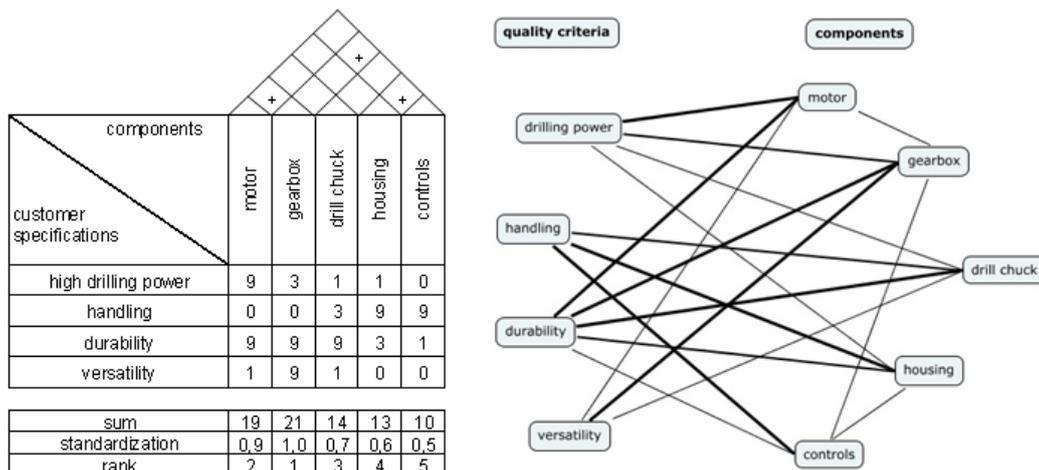 +
+ +
components
customer
specifications
motor gearbox drill chuck housing controls
high drilling power 9 3 1 1 0
handling 0 0 3 9 9
durability 9 9 9 3 1
versatility 1 9 1 0 0
sum 19 21 14 13 10
standardization 0,9 1,0 0,7 0,6 0,5
rank 2 1 3 4 5
quality criteria components
motor
drilling power
gearbox
handling
drill chuck
durability
housing
versatility
controls